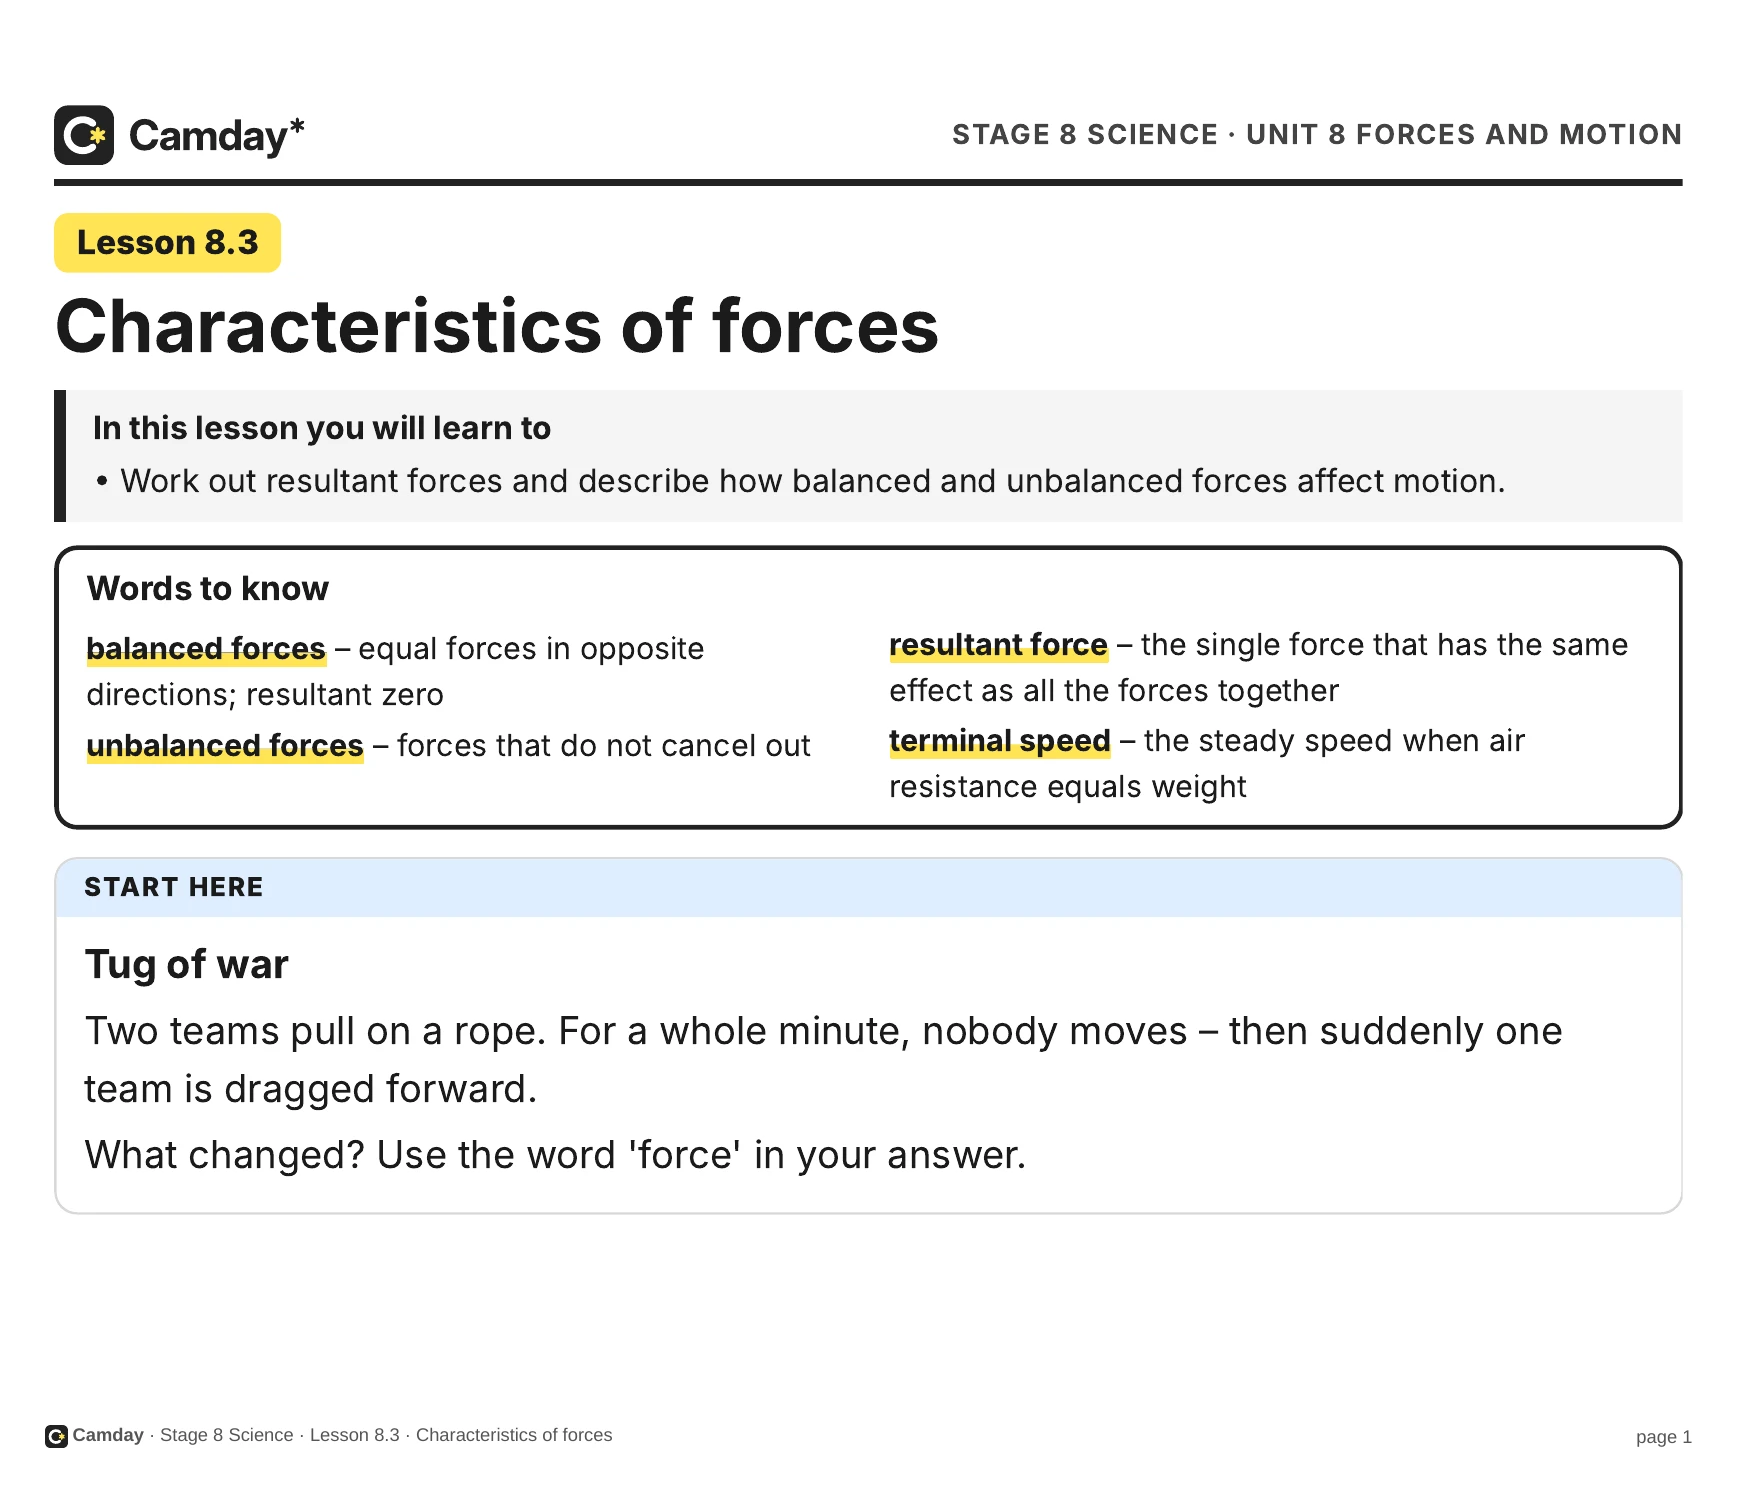 Camday*
STAGE 8 SCIENCE · UNIT 8 FORCES AND MOTION
Lesson 8.3
Characteristics of forces
In this lesson you will learn to
• Work out resultant forces and describe how balanced and unbalanced forces affect motion.
Words to know
balanced forces – equal forces in opposite
directions; resultant zero
unbalanced forces – forces that do not cancel out
resultant force – the single force that has the same
effect as all the forces together
terminal speed – the steady speed when air
resistance equals weight
START HERE
Tug of war
Two teams pull on a rope. For a whole minute, nobody moves – then suddenly one
team is dragged forward.
What changed? Use the word 'force' in your answer.
Camday · Stage 8 Science · Lesson 8.3 · Characteristics of forces
page 1